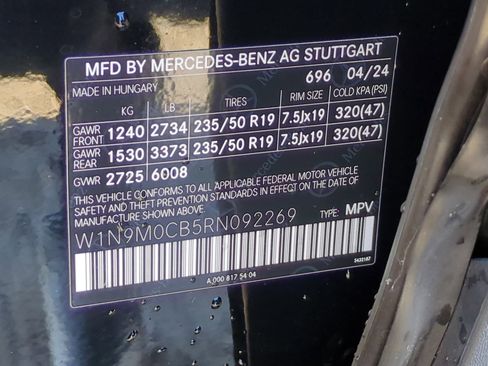 MFD BY MERCEDES-BENZ AG STUTTGART
MADE IN HUNGARY 696 04/24
KG LB TIRES RIM SIZE COLD KPA (PSI)
GAWR FRONT 1240 2734 235/50 R19 7.5Jx19 320(47)
GAWR REAR 1530 3373 235/50 R19 7.5Jx19 320(47)
GVWR 2725 6008
THIS VEHICLE CONFORMS TO ALL APPLICABLE FEDERAL MOTOR VEHICLE
SAFETY AND THEFT PREVENTION STANDARDS IN EFFECT ON THE DATE OF
MANUFACTURE SHOWN ABOVE.
W1N9M0CB5RN092269 TYPE: MPV
A 000 817 54 04